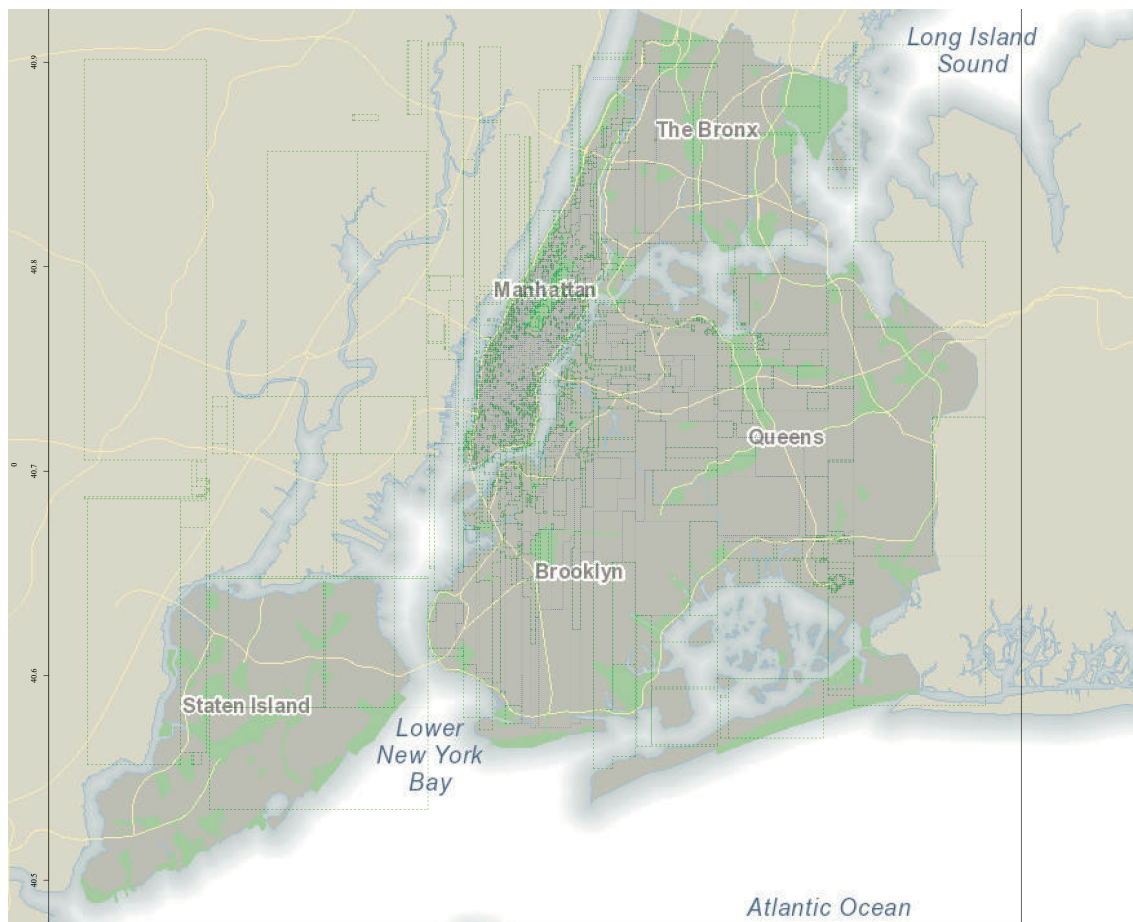 Long Island
Sound
40.9
The Bronx
40.8
Manhattan
Queens
0
40.7
Brooklyn
40.6
Staten Island
Lower
New York
Bay
40.5
Atlantic Ocean